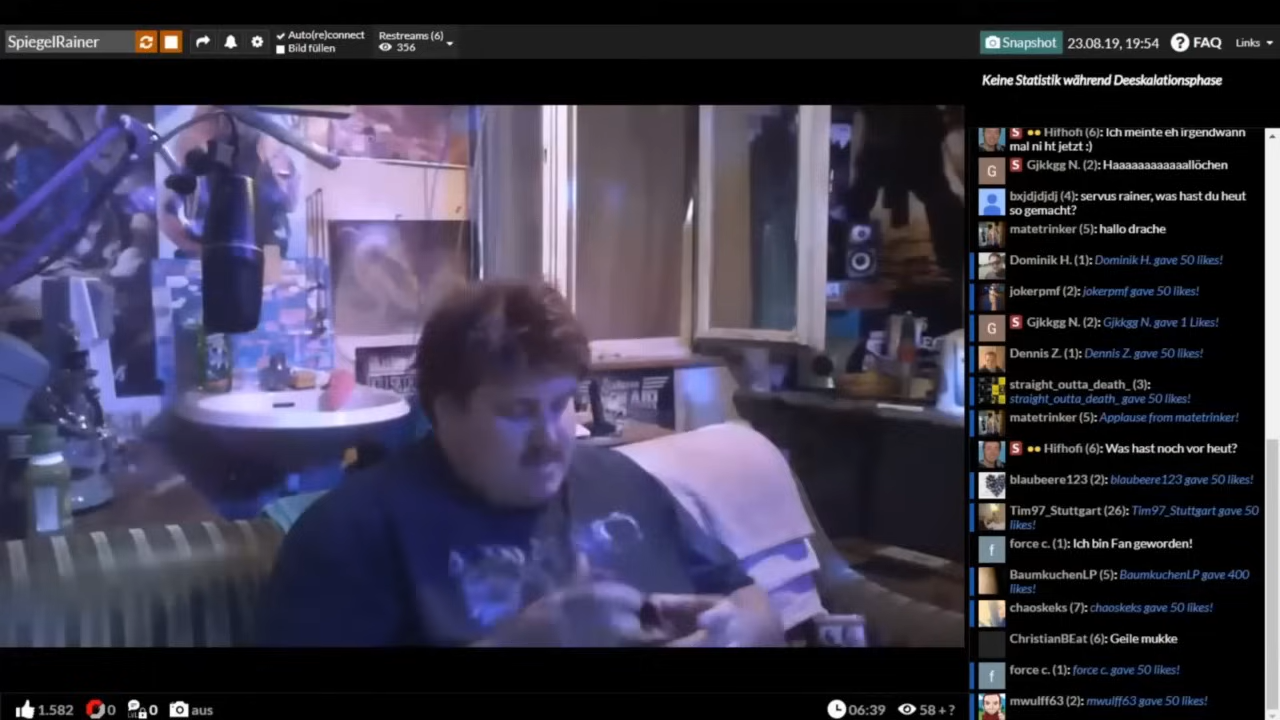 SpiegelRainer
Auto(re)connect
Bild füllen
Restreams (6)
356
Snapshot
23.08.19, 19:54
FAQ
Links
Keine Statistik während Deeskalationsphase
S Hifhofi (6): Ich meinte eh irgendwann
mal ni ht jetzt :)
G S Gjkkgg N. (2): Haaaaaaaaaaaallöchen
bxjdjdjdj (4): servus rainer, was hast du heut
so gemacht?
matetrinker (5): hallo drache
Dominik H. (1): Dominik H. gave 50 likes!
jokerpmf (2): jokerpmf gave 50 likes!
G S Gjkkgg N. (2): Gjkkgg N. gave 1 Likes!
Dennis Z. (1): Dennis Z. gave 50 likes!
straight_outta_death_ (3):
straight_outta_death_ gave 50 likes!
matetrinker (5): Applause from matetrinker!
S Hifhofi (6): Was hast noch vor heut?
blaubeere123 (2): blaubeere123 gave 50 likes!
Tim97_Stuttgart (26): Tim97_Stuttgart gave 50
likes!
f force c. (1): Ich bin Fan geworden!
BaumkuchenLP (5): BaumkuchenLP gave 400
likes!
chaoskeks (7): chaoskeks gave 50 likes!
ChristianBEat (6): Geile mukke
f force c. (1): force c. gave 50 likes!
mwulff63 (2): mwulff63 gave 50 likes!
1.582
0
0
aus
06:39
58 + ?